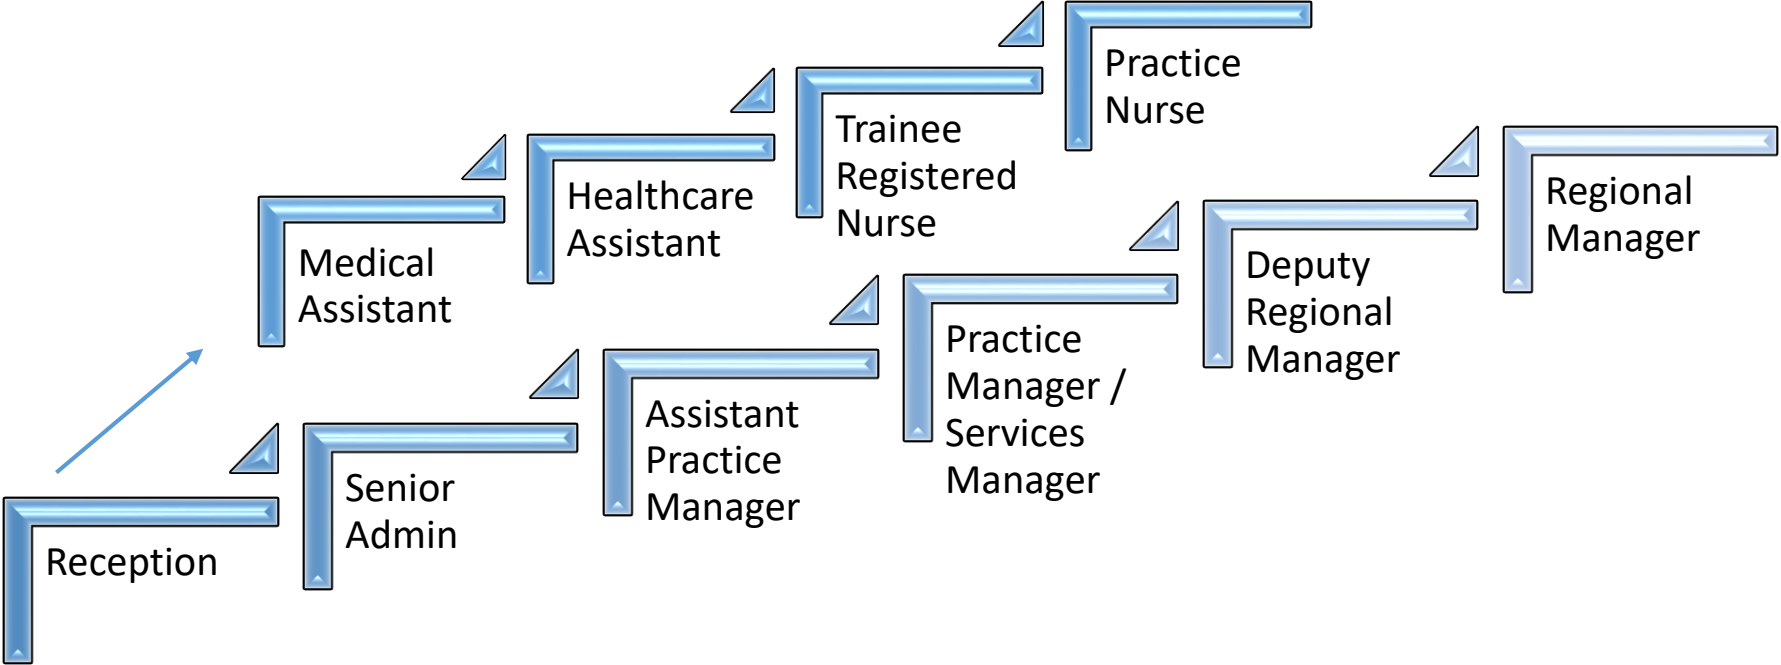 Practice
Nurse
Trainee
Registered
Nurse
Healthcare
Assistant
Medical
Assistant
Regional
Manager
Deputy
Regional
Manager
Practice
Manager /
Services
Manager
Assistant
Practice
Manager
Senior
Admin
Reception